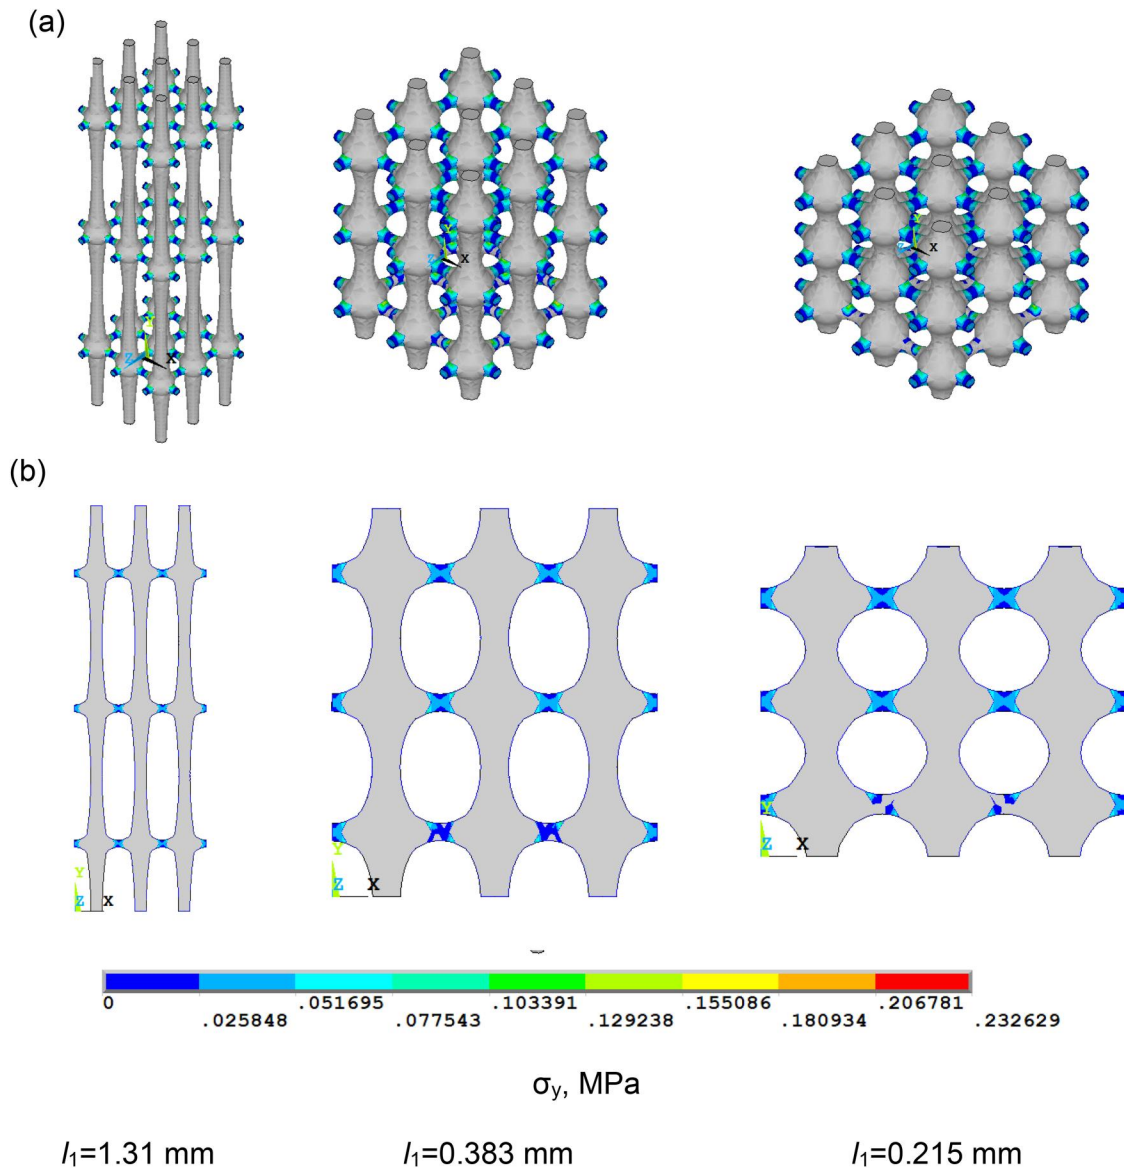 (a)
Y
Z X
Y
Z X
Y
Z X
(b)
Y
Z X
Y
Z X
Y
Z X
0 .051695 .103391 .155086 .206781
.025848 .077543 .129238 .180934 .232629
σy, MPa
l1=1.31 mm l1=0.383 mm l1=0.215 mm